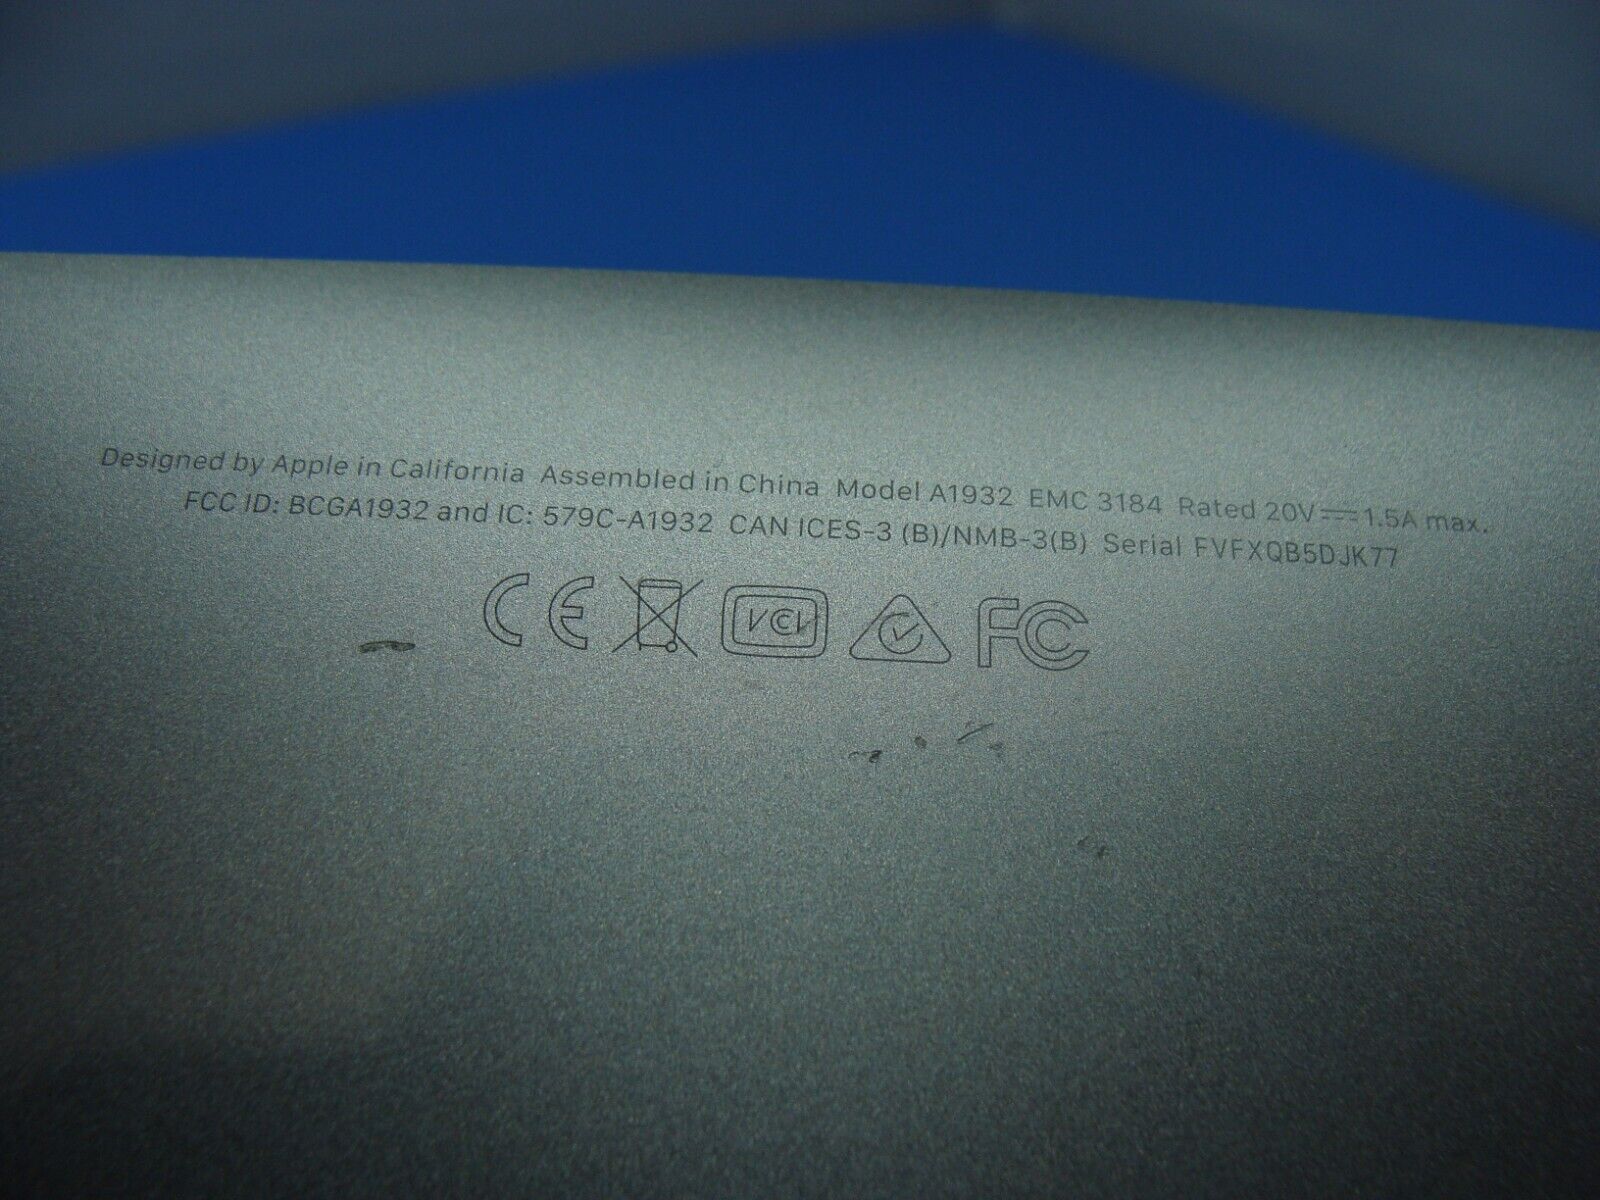 Designed by Apple in California Assembled in China Model A1932 EMC 3184 Rated 20V⎓1.5A max.
FCC ID: BCGA1932 and IC: 579C-A1932 CAN ICES-3 (B)/NMB-3(B) Serial FVFXQB5DJK77
CE VCI FC